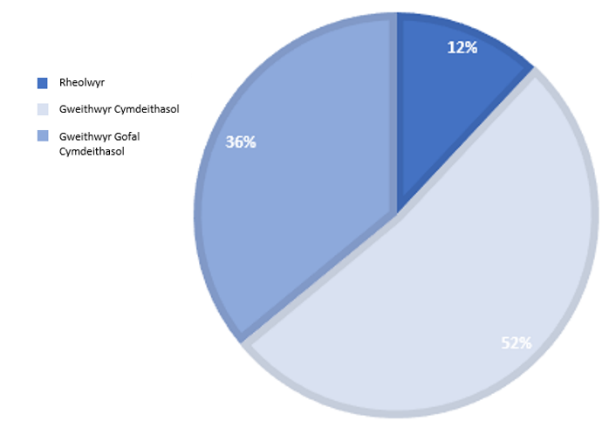 12%
Rheolwyr
Gweithwyr Cymdeithasol
Gweithwyr Gofal
Cymdeithasol
36%
52%